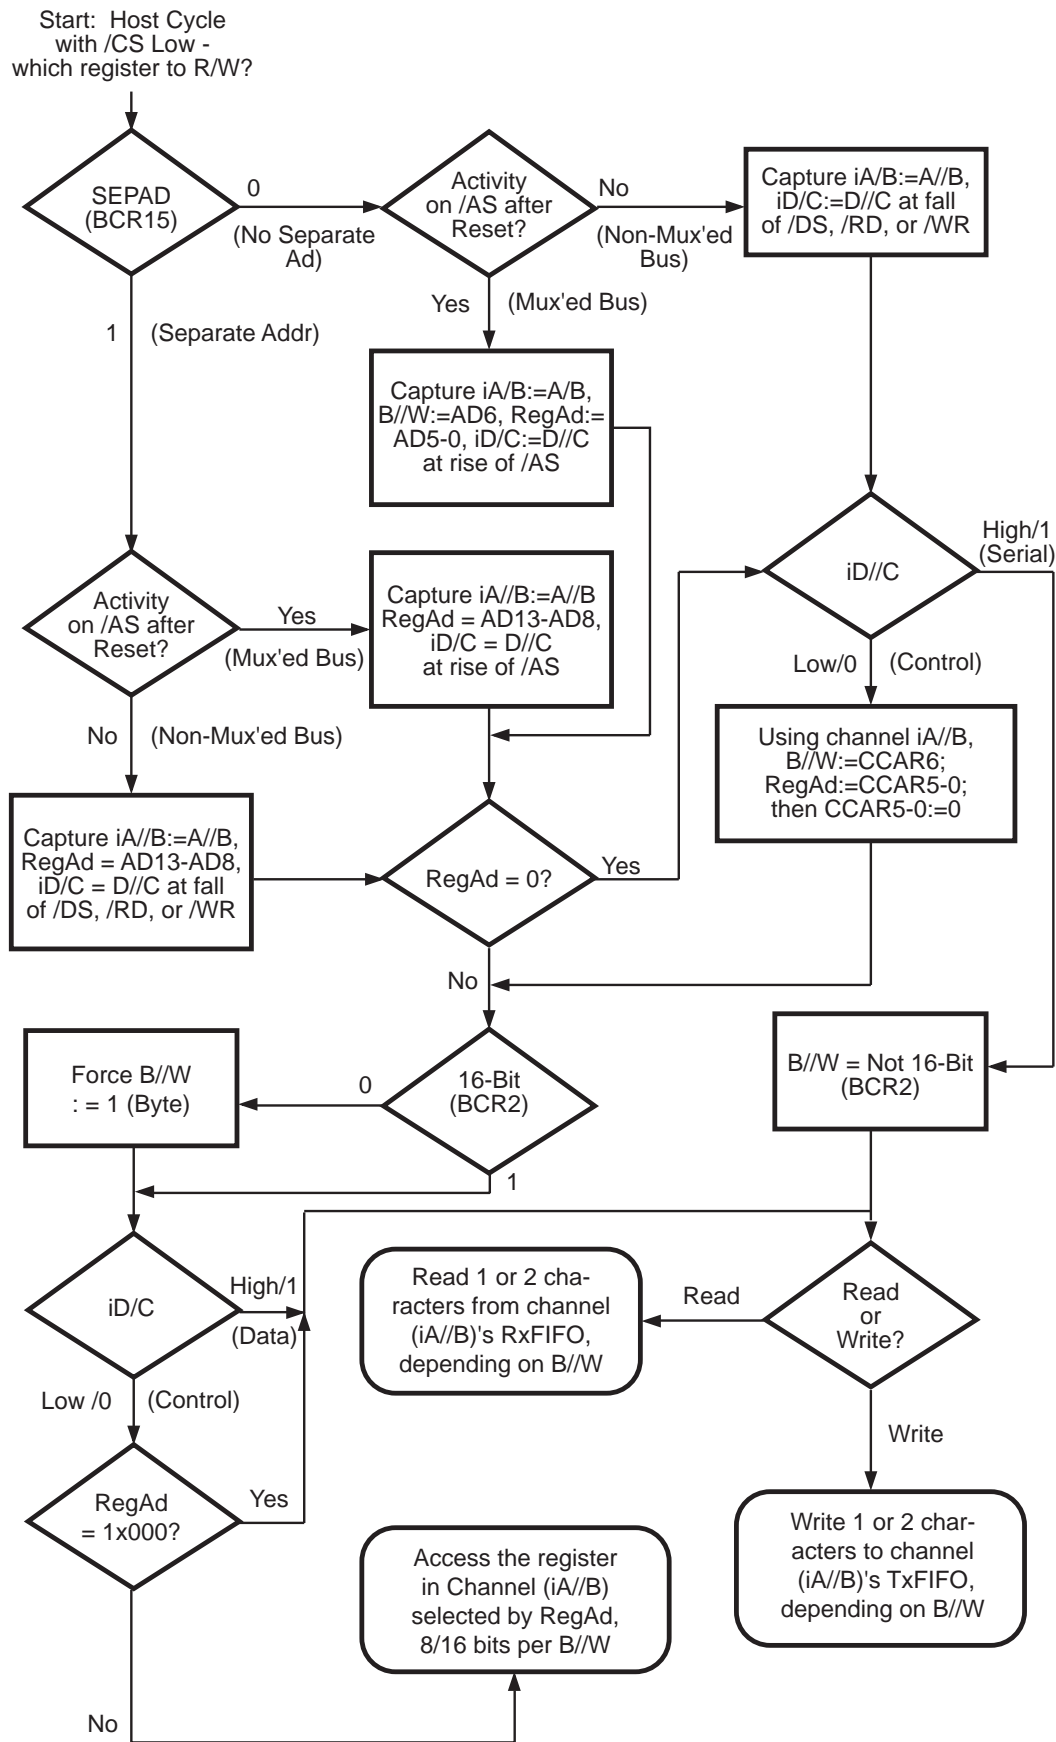 Start: Host Cycle
with /CS Low -
which register to R/W?
SEPAD
(BCR15)
0
(No Separate
Ad)
Activity
on /AS after
Reset?
No
(Non-Mux'ed
Bus)
Capture iA/B:=A//B,
iD/C:=D//C at fall
of /DS, /RD, or /WR
Yes
(Mux'ed Bus)
1
(Separate Addr)
Capture iA/B:=A/B,
B//W:=AD6, RegAd:=
AD5-0, iD/C:=D//C
at rise of /AS
iD//C
High/1
(Serial)
Activity
on /AS after
Reset?
Yes
(Mux'ed Bus)
Capture iA//B:=A//B
RegAd = AD13-AD8,
iD/C = D//C
at rise of /AS
Low/0
(Control)
No
(Non-Mux'ed Bus)
Using channel iA//B,
B//W:=CCAR6;
RegAd:=CCAR5-0;
then CCAR5-0:=0
Capture iA//B:=A//B,
RegAd = AD13-AD8,
iD/C = D//C at fall
of /DS, /RD, or /WR
RegAd = 0?
Yes
No
Force B//W
: = 1 (Byte)
0
16-Bit
(BCR2)
B//W = Not 16-Bit
(BCR2)
1
iD/C
High/1
(Data)
Read 1 or 2 cha-
racters from channel
(iA//B)'s RxFIFO,
depending on B//W
Read
Read
or
Write?
Low /0
(Control)
Write
RegAd
= 1x000?
Yes
Access the register
in Channel (iA//B)
selected by RegAd,
8/16 bits per B//W
Write 1 or 2 char-
acters to channel
(iA//B)'s TxFIFO,
depending on B//W
No